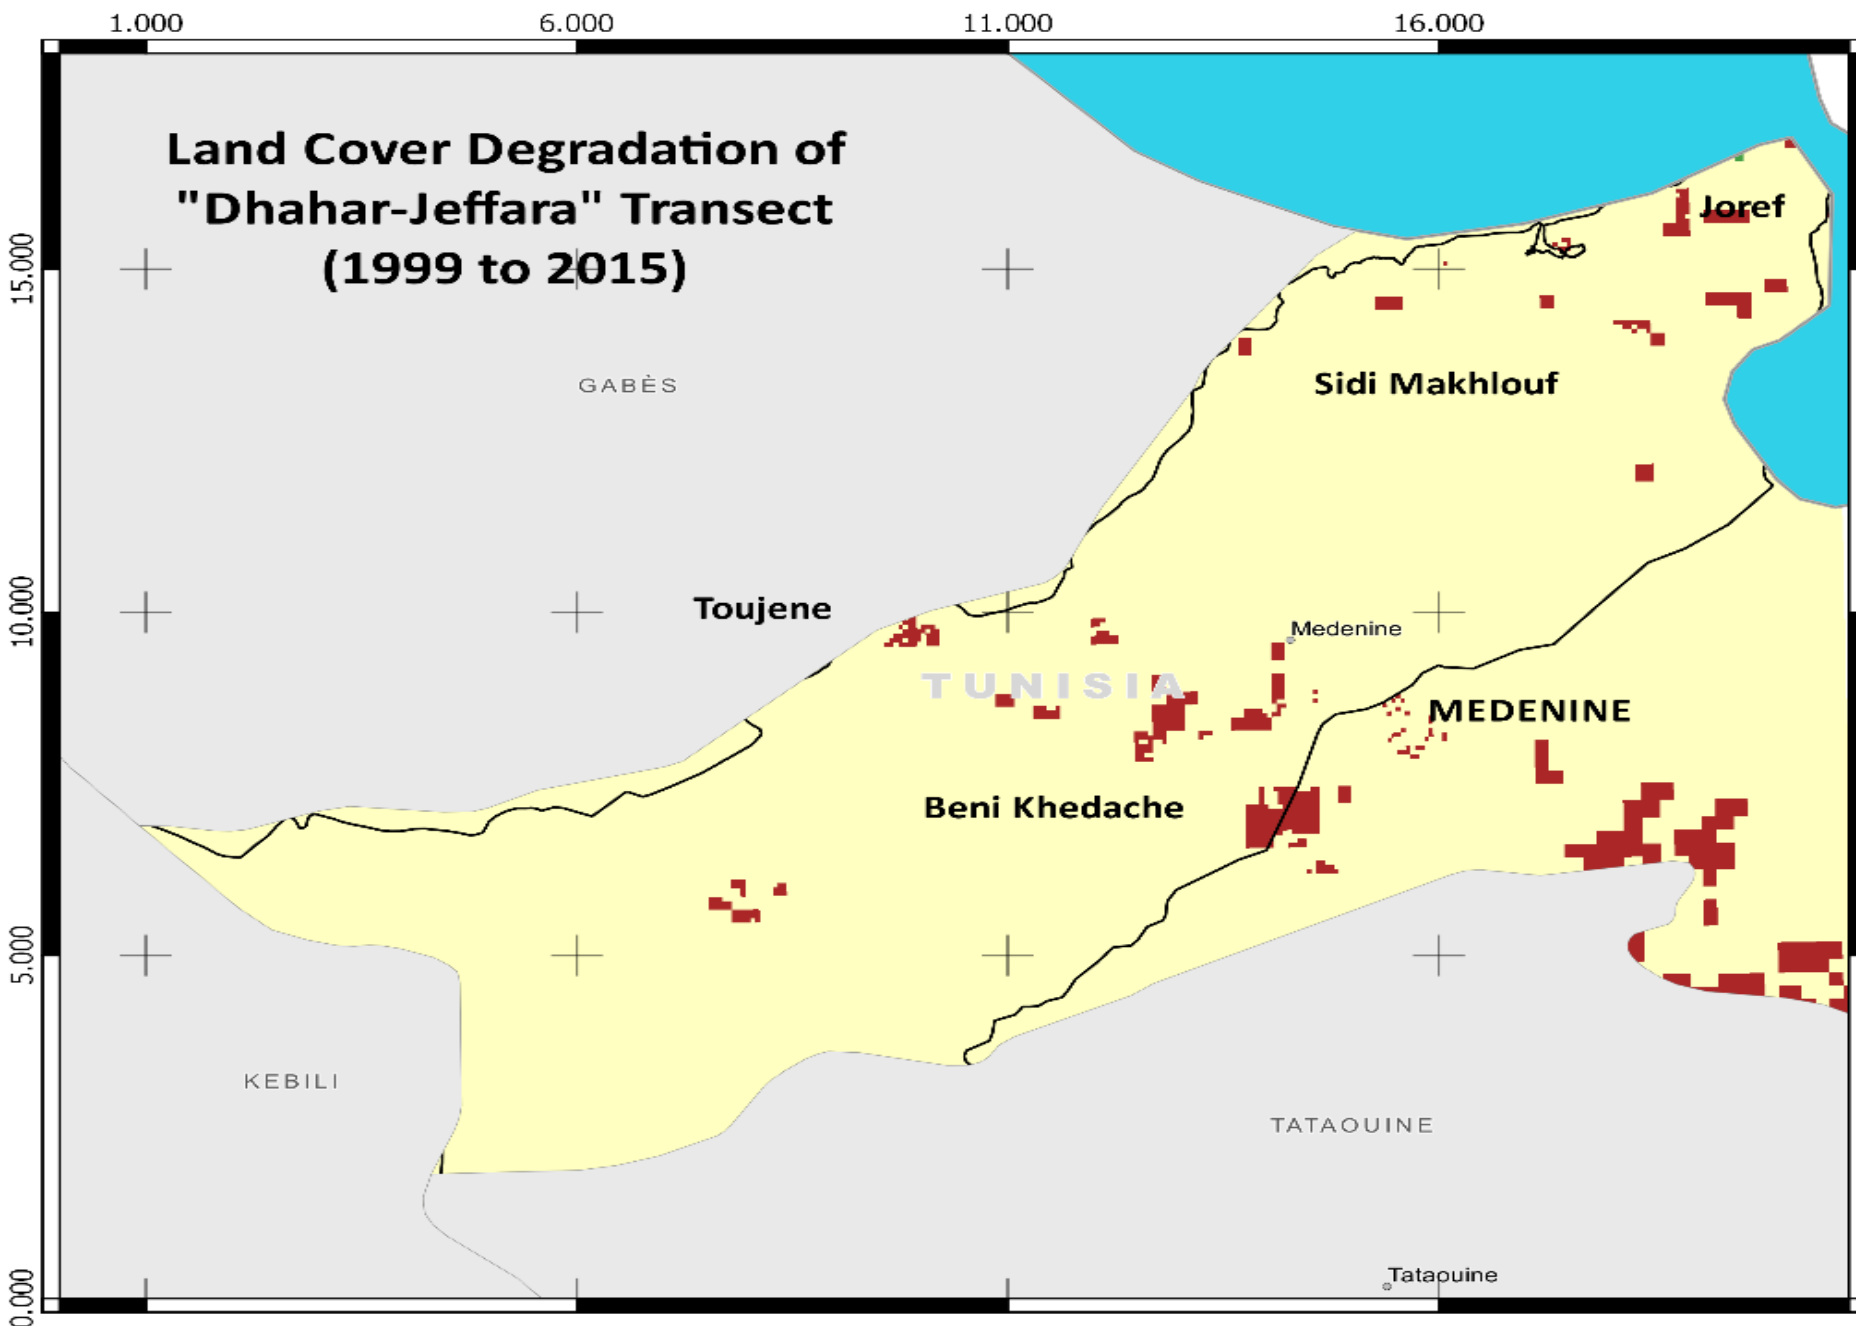 1.000 6.000 11.000 16.000
Land Cover Degradation of
"Dhahar-Jeffara" Transect
(1999 to 2015)
Joref
15.000
GABÈS
Sidi Makhlouf
10.000
Toujene
Medenine
TUNISIA
MEDENINE
Beni Khedache
5.000
KEBILI
TATAOUINE
Tataouine
0.000